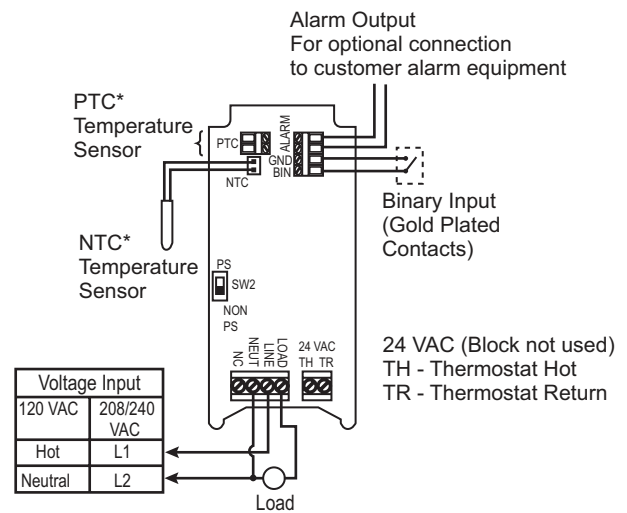 Alarm Output
For optional connection
to customer alarm equipment
PTC*
Temperature
Sensor
PTC
ALARM
GND
BIN
NTC
Binary Input
(Gold Plated
Contacts)
NTC*
Temperature
Sensor
PS
SW2
NON
PS
NC
NEUT
LINE
LOAD
24 VAC
TH TR
24 VAC (Block not used)
TH - Thermostat Hot
TR - Thermostat Return
Voltage Input
120 VAC 208/240
VAC
Hot L1
Neutral L2
Load